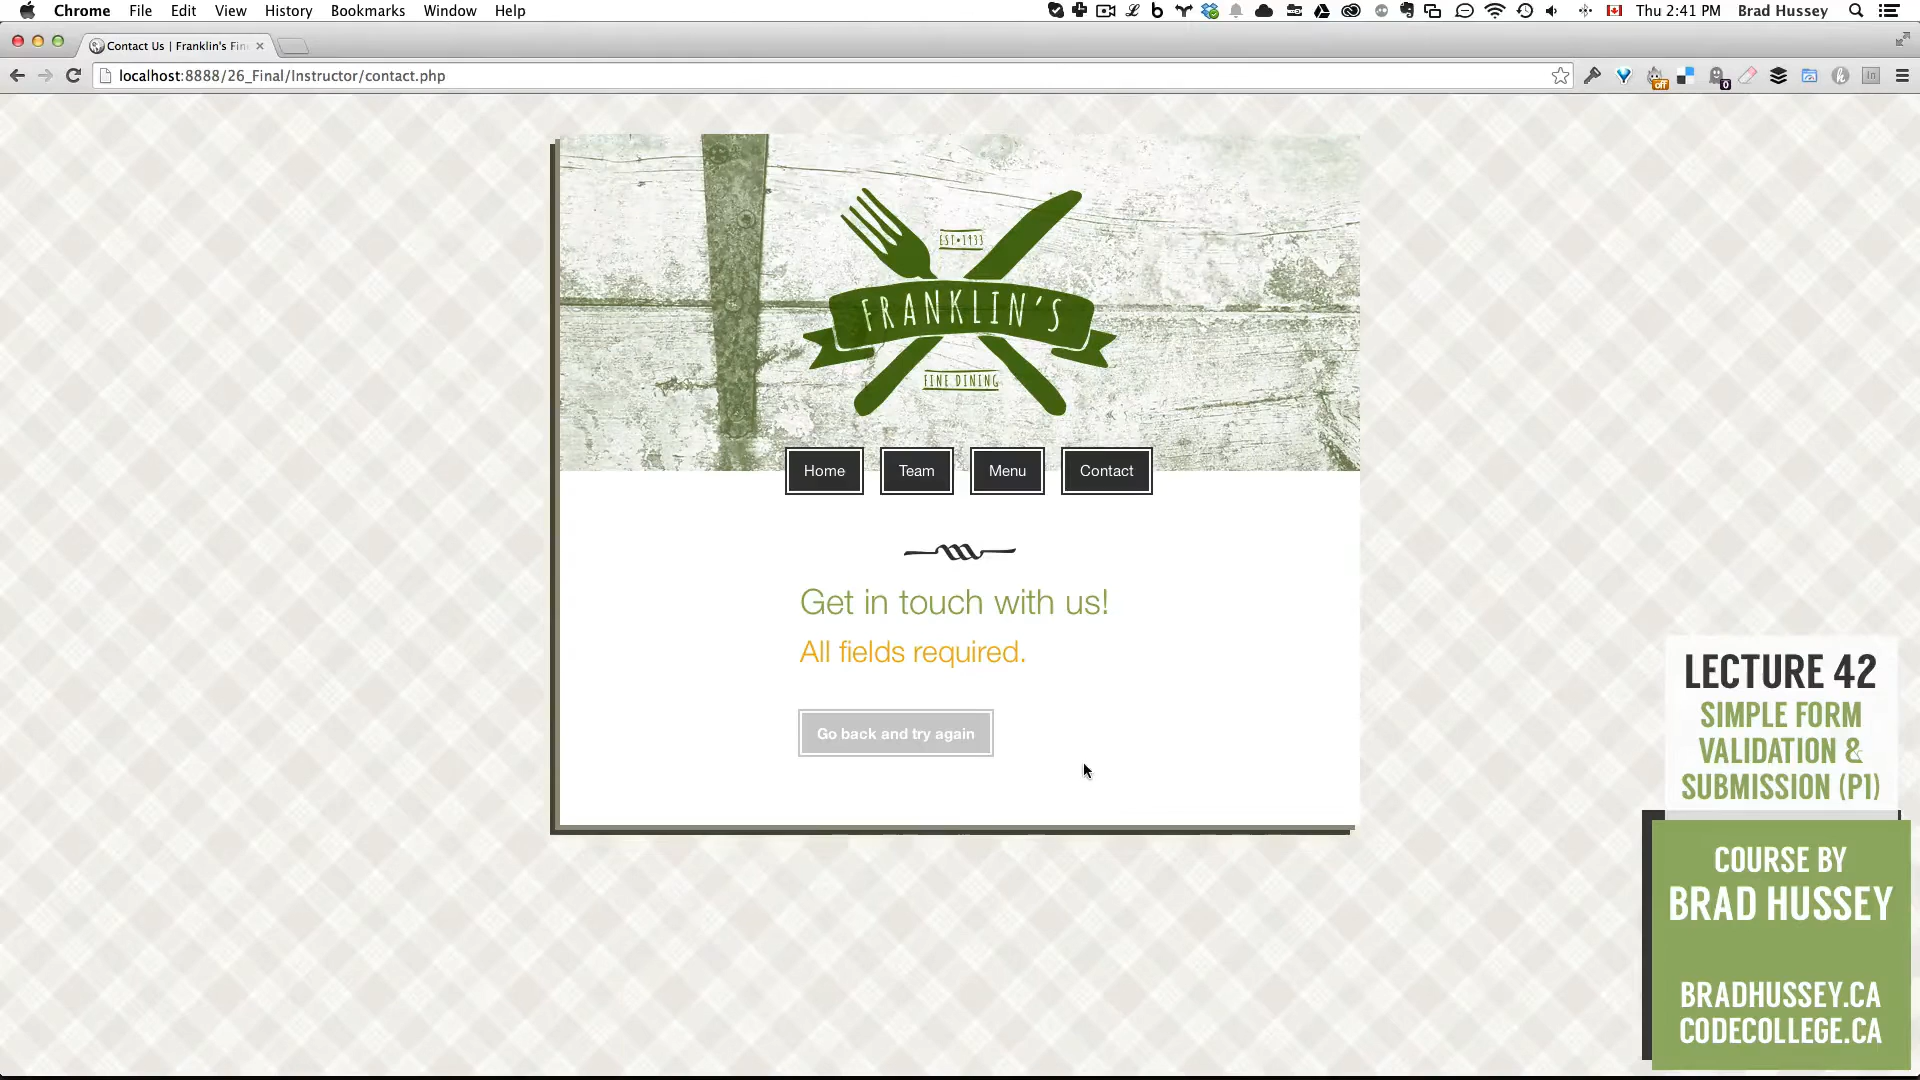 Chrome File Edit View History Bookmarks Window Help Thu 2:41 PM Brad Hussey
Contact Us | Franklin's Fin
localhost:8888/26_Final/Instructor/contact.php
off
0
EST•1933
FRANKLIN'S
FINE DINING
Home Team Menu Contact
Get in touch with us!
All fields required.
Go back and try again
LECTURE 42
SIMPLE FORM
VALIDATION &
SUBMISSION (P1)
COURSE BY
BRAD HUSSEY
BRADHUSSEY.CA
CODECOLLEGE.CA